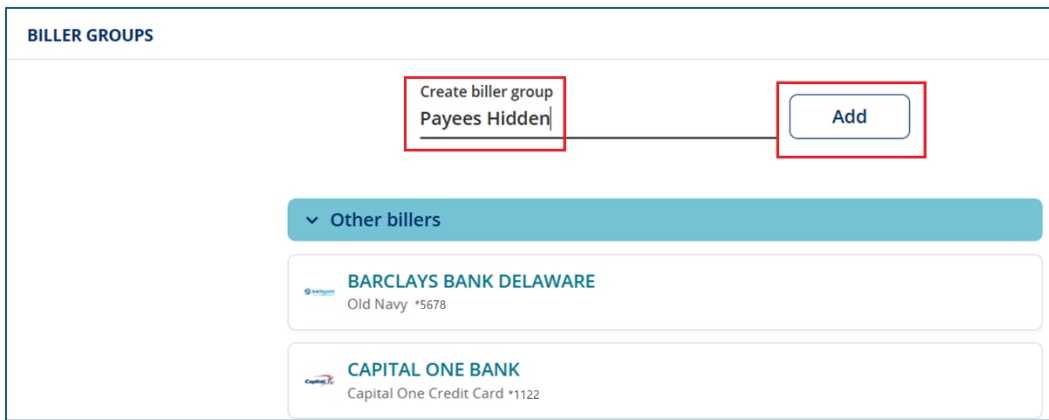 BILLER GROUPS
Create biller group
Payees Hidden
Add
Other billers
BARCLAYS BANK DELAWARE
Old Navy *5678
CAPITAL ONE BANK
Capital One Credit Card *1122